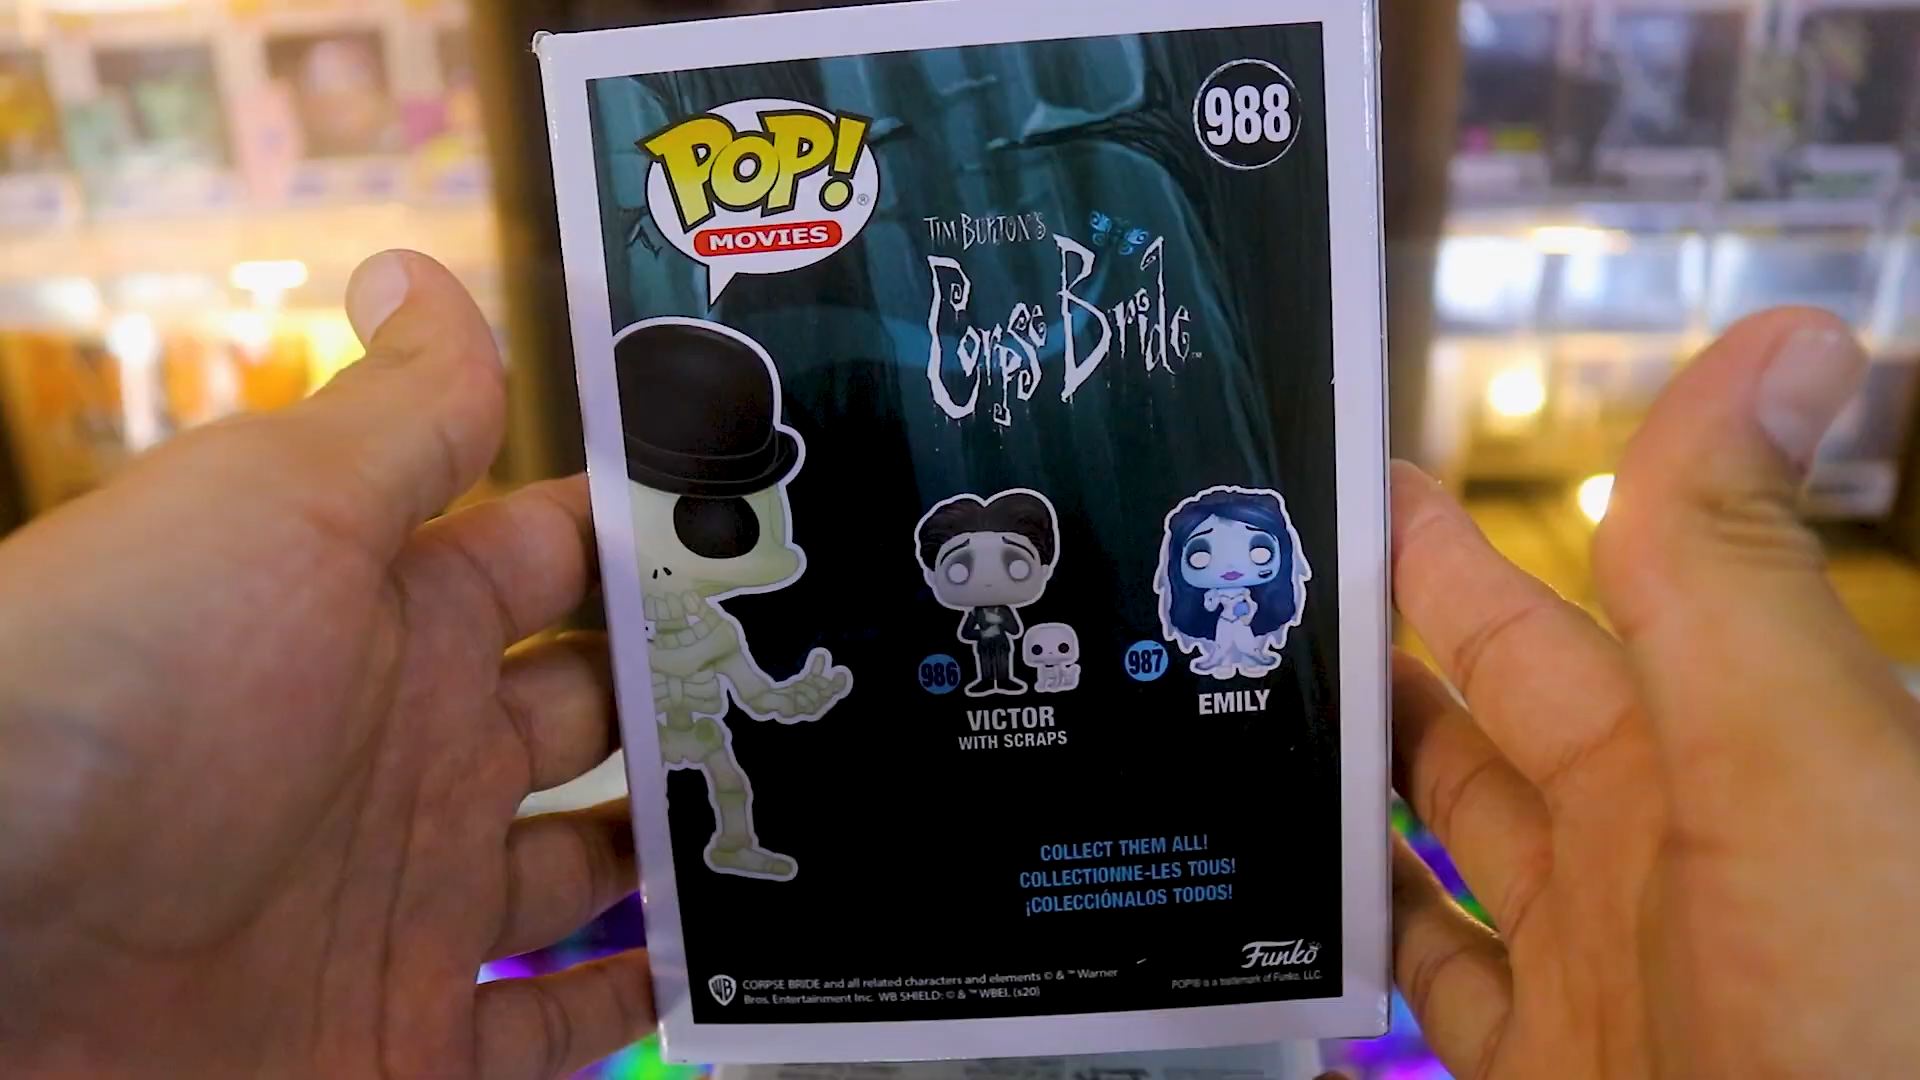 POP!®
MOVIES
988
TIM BURTON'S
Corpse Bride™
986
VICTOR
WITH SCRAPS
987
EMILY
COLLECT THEM ALL!
COLLECTIONNE-LES TOUS!
¡COLECCIÓNALOS TODOS!
Funko
WB
CORPSE BRIDE and all related characters and elements © & ™ Warner
Bros. Entertainment Inc. WB SHIELD: © & ™ WBEI. (s20)
POP!® is a trademark of Funko, LLC.